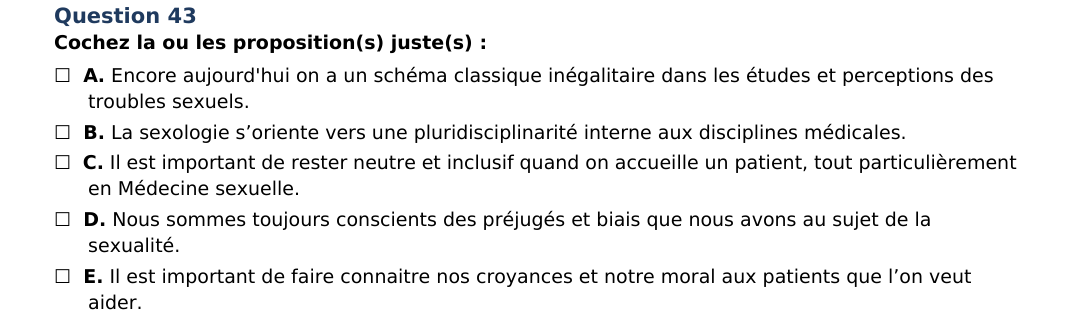 Question 43
Cochez la ou les proposition(s) juste(s) :
☐ A. Encore aujourd'hui on a un schéma classique inégalitaire dans les études et perceptions des
troubles sexuels.
☐ B. La sexologie s’oriente vers une pluridisciplinarité interne aux disciplines médicales.
☐ C. Il est important de rester neutre et inclusif quand on accueille un patient, tout particulièrement
en Médecine sexuelle.
☐ D. Nous sommes toujours conscients des préjugés et biais que nous avons au sujet de la
sexualité.
☐ E. Il est important de faire connaitre nos croyances et notre moral aux patients que l’on veut
aider.